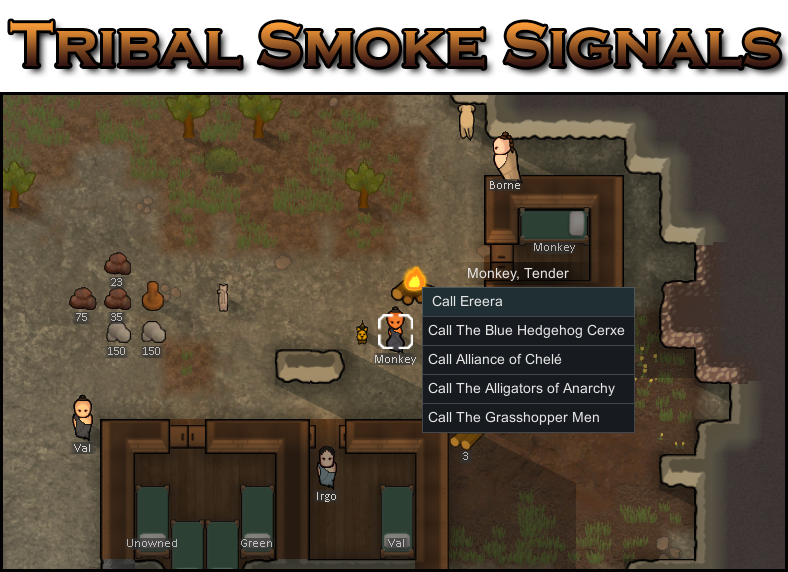 TRIBAL SMOKE SIGNALS
Borne
Monkey
Monkey, Tender
23
Call Ereera
75
35
Call The Blue Hedgehog Cerxe
150
150
Monkey
Call Alliance of Chelé
Call The Alligators of Anarchy
Call The Grasshopper Men
Val
3
Irgo
Unowned
Green
Val